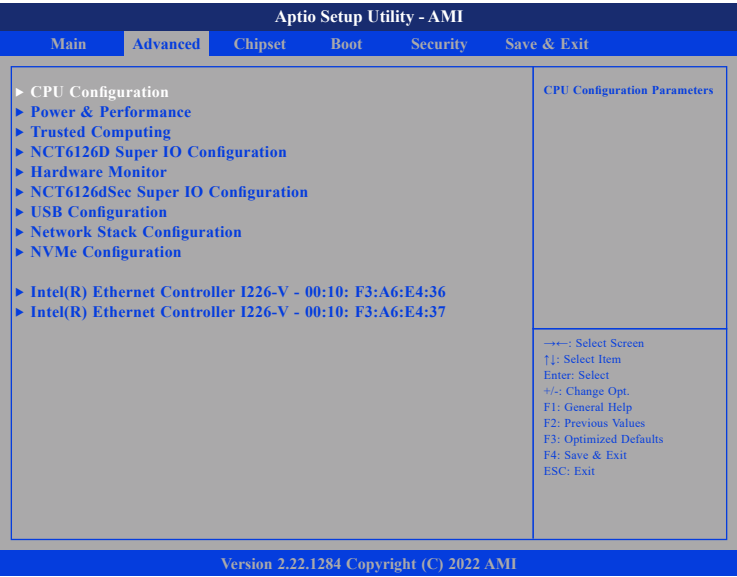 Aptio Setup Utility - AMI
Main Advanced Chipset Boot Security Save & Exit
► CPU Configuration
► Power & Performance
► Trusted Computing
► NCT6126D Super IO Configuration
► Hardware Monitor
► NCT6126dSec Super IO Configuration
► USB Configuration
► Network Stack Configuration
► NVMe Configuration
► Intel(R) Ethernet Controller I226-V - 00:10: F3:A6:E4:36
► Intel(R) Ethernet Controller I226-V - 00:10: F3:A6:E4:37
CPU Configuration Parameters
→←: Select Screen
↑↓: Select Item
Enter: Select
+/-: Change Opt.
F1: General Help
F2: Previous Values
F3: Optimized Defaults
F4: Save & Exit
ESC: Exit
Version 2.22.1284 Copyright (C) 2022 AMI